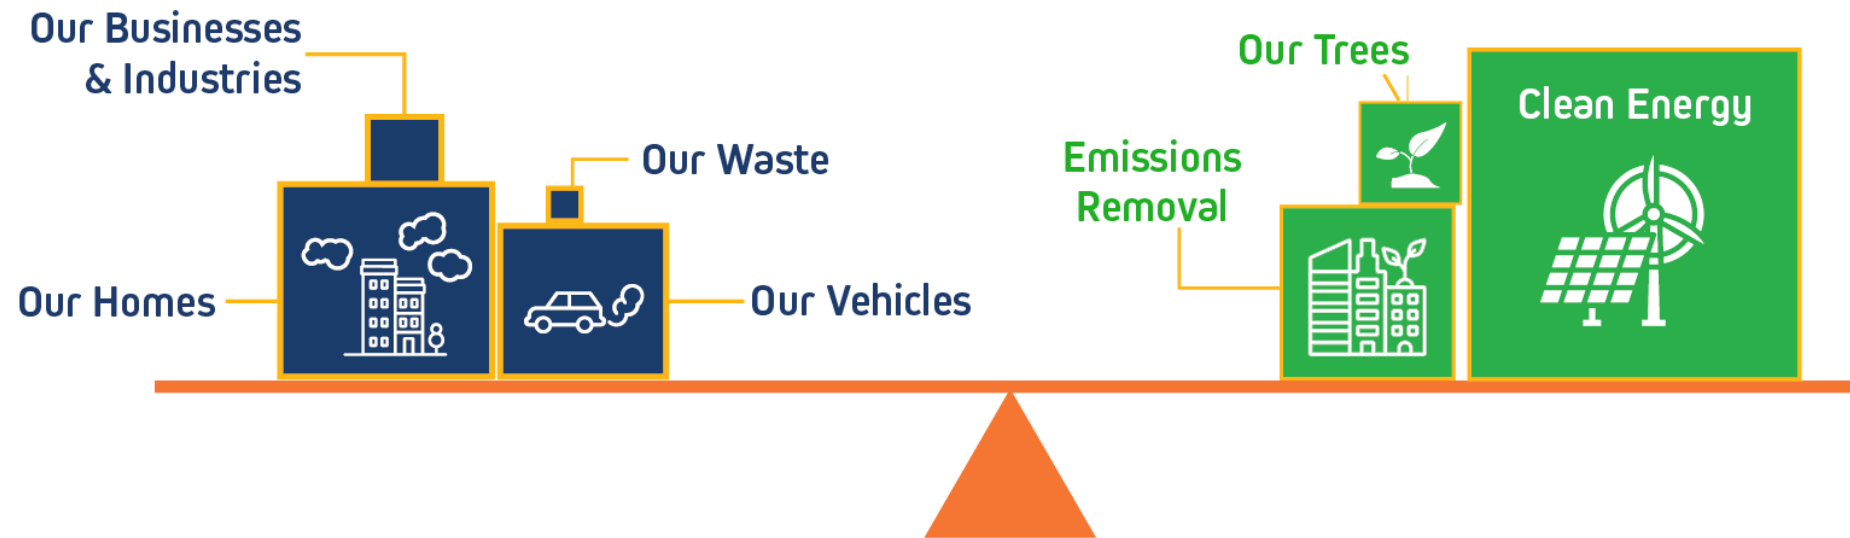 Our Businesses
& Industries
Our Waste
Our Homes
Our Vehicles
Our Trees
Emissions
Removal
Clean Energy